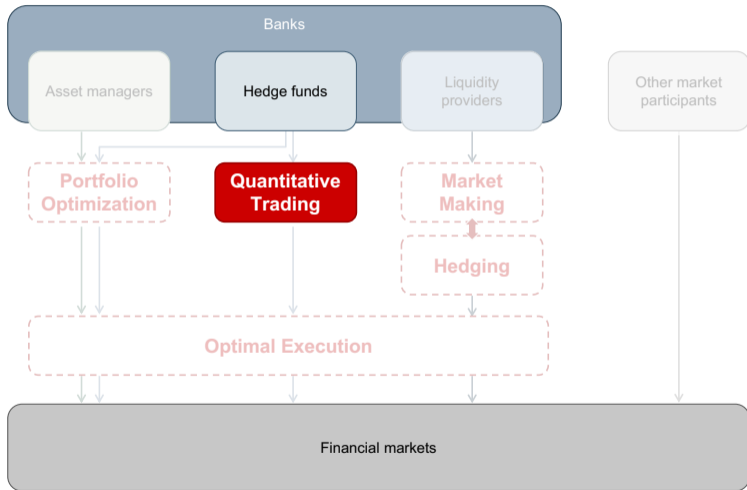 Banks
Asset managers
Hedge funds
Liquidity
providers
Other market
participants
Portfolio
Optimization
Quantitative
Trading
Market
Making
Hedging
Optimal Execution
Financial markets